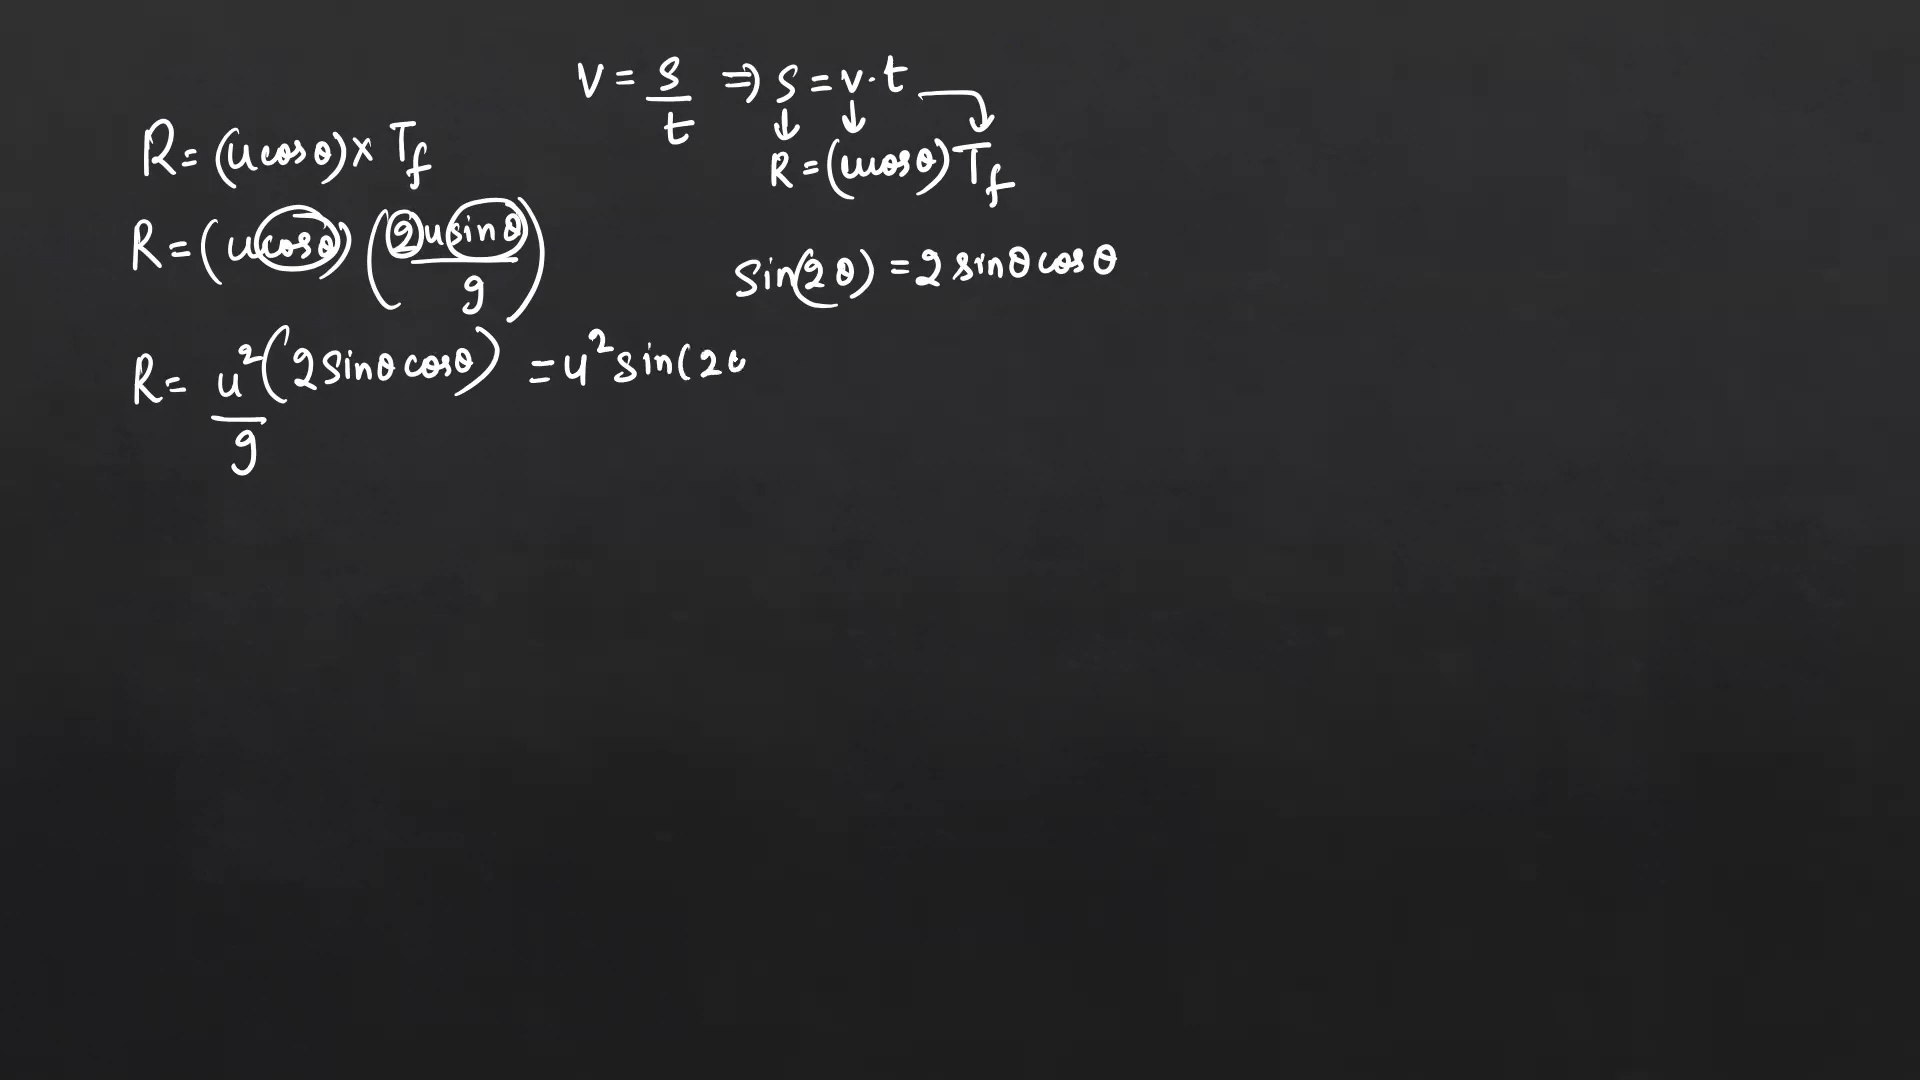 V = s/t ⇒ S = v·t
R = (u cos θ) × T_f
R = (u cos θ) T_f
R = (u cos θ) (2u sin θ / g)
Sin(2θ) = 2 sin θ cos θ
R = u²/g (2 sin θ cos θ) = u² sin(2